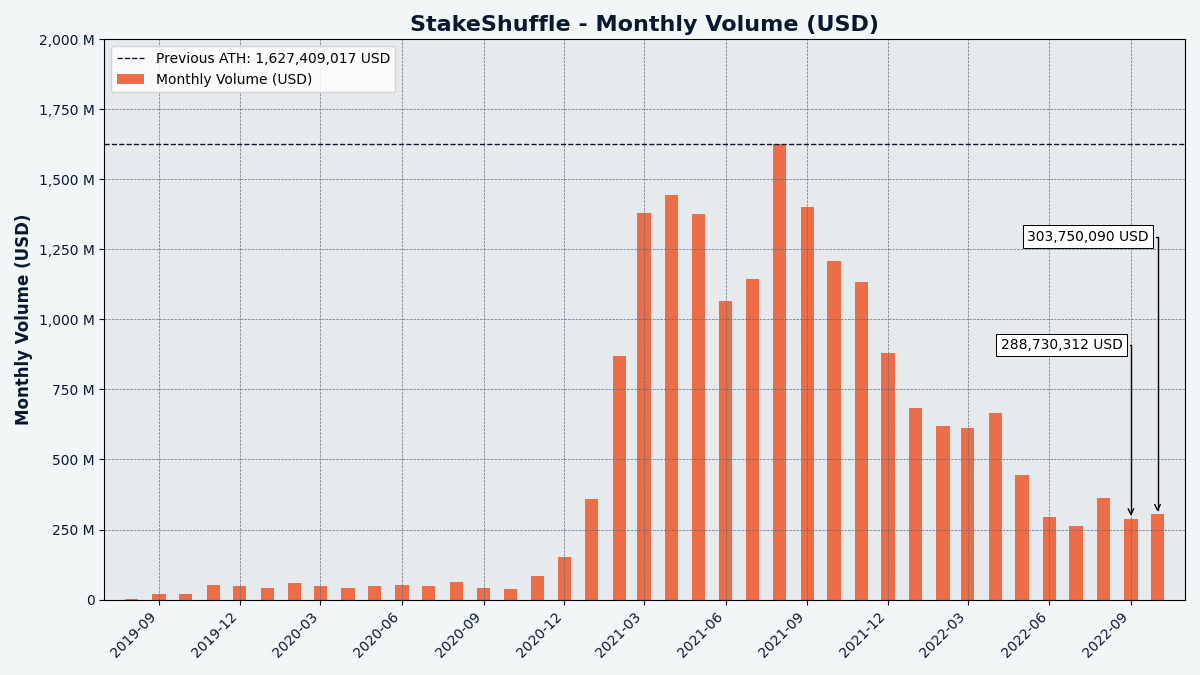 StakeShuffle - Monthly Volume (USD)
Previous ATH: 1,627,409,017 USD
Monthly Volume (USD)
Monthly Volume (USD)
2,000 M
1,750 M
1,500 M
1,250 M
1,000 M
750 M
500 M
250 M
0
303,750,090 USD
288,730,312 USD
2019-09
2019-12
2020-03
2020-06
2020-09
2020-12
2021-03
2021-06
2021-09
2021-12
2022-03
2022-06
2022-09